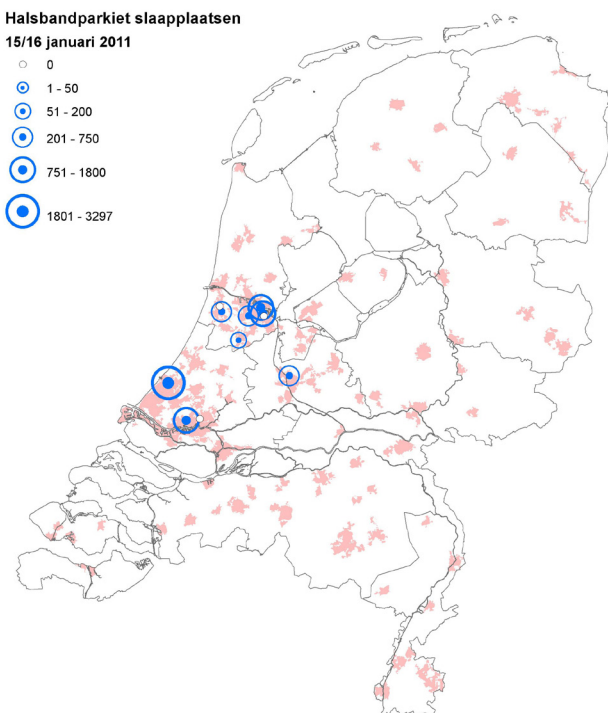 Halsbandparkiet slaapplaatsen
15/16 januari 2011
0
1 - 50
51 - 200
201 - 750
751 - 1800
1801 - 3297